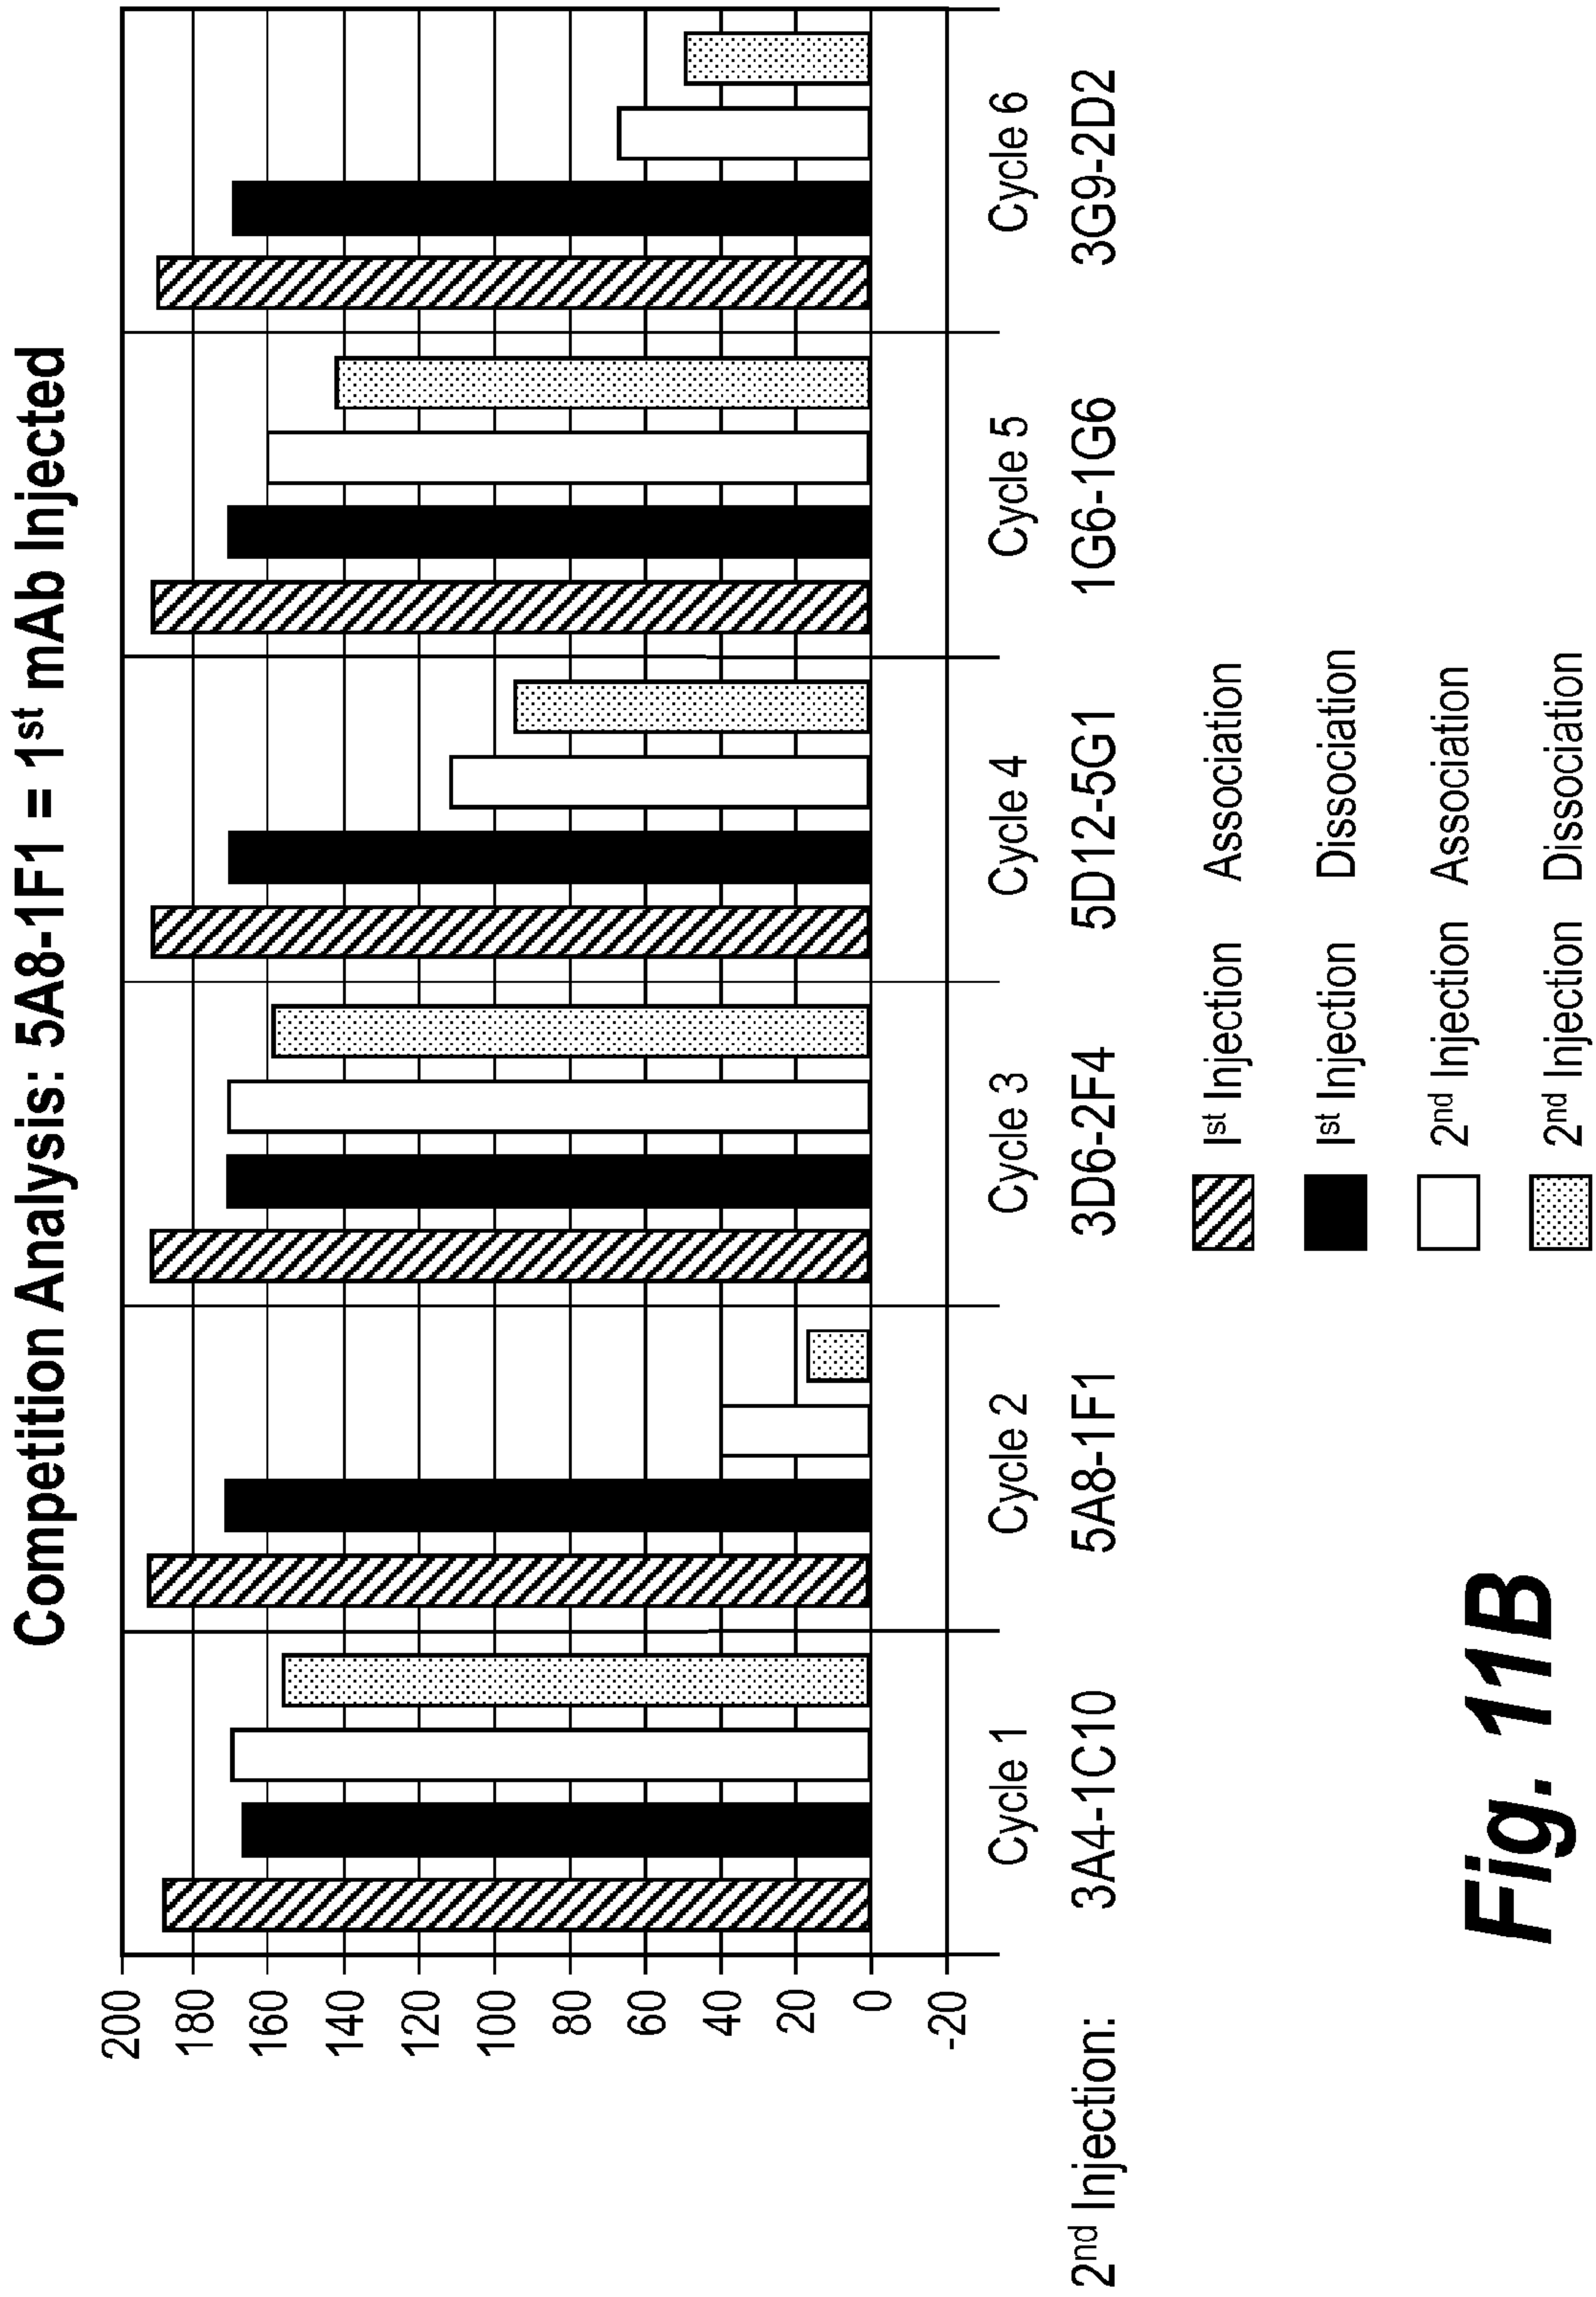 Competition Analysis: 5A8-1F1 = 1st mAb Injected
200
180
160
140
120
100
80
60
40
20
0
-20
Cycle 1 Cycle 2 Cycle 3 Cycle 4 Cycle 5 Cycle 6
2nd Injection: 3A4-1C10 5A8-1F1 3D6-2F4 5D12-5G1 1G6-1G6 3G9-2D2
Ist Injection Association
Ist Injection Dissociation
2nd Injection Association
2nd Injection Dissociation
Fig. 11B